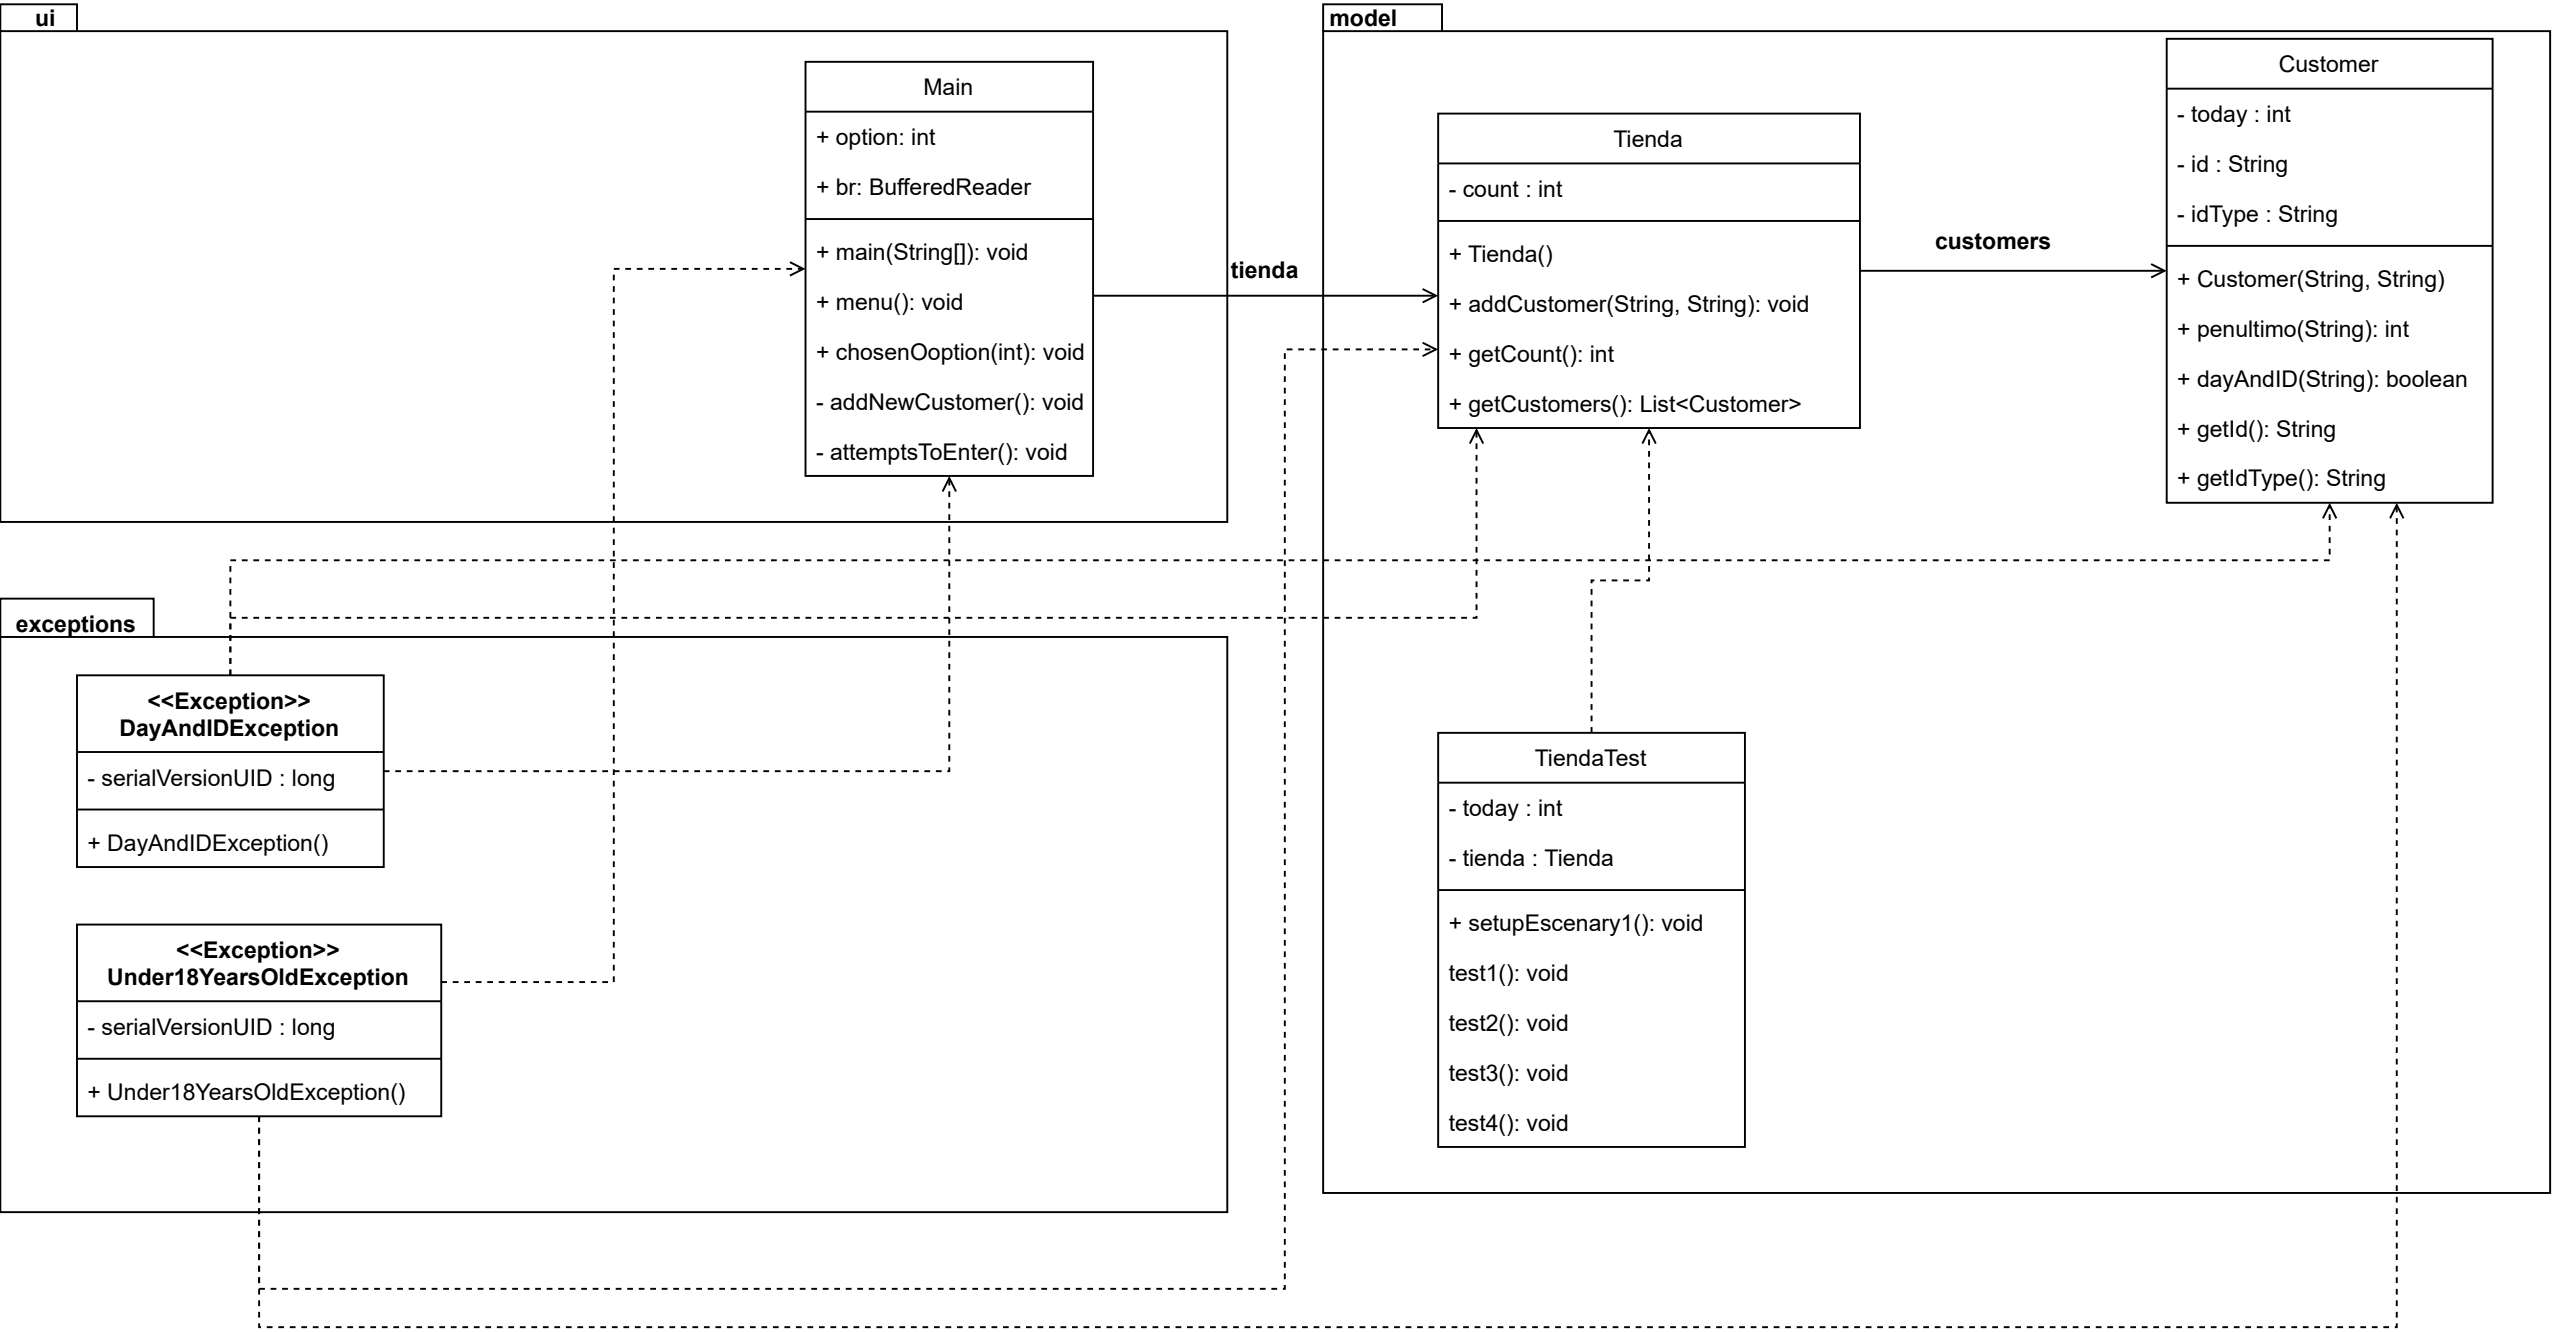 ui
Main
+ option: int
+ br: BufferedReader
+ main(String[]): void
+ menu(): void
+ chosenOoption(int): void
- addNewCustomer(): void
- attemptsToEnter(): void
tienda
model
Tienda
- count : int
+ Tienda()
+ addCustomer(String, String): void
+ getCount(): int
+ getCustomers(): List<Customer>
customers
Customer
- today : int
- id : String
- idType : String
+ Customer(String, String)
+ penultimo(String): int
+ dayAndID(String): boolean
+ getId(): String
+ getIdType(): String
exceptions
<<Exception>>
DayAndIDException
- serialVersionUID : long
+ DayAndIDException()
<<Exception>>
Under18YearsOldException
- serialVersionUID : long
+ Under18YearsOldException()
TiendaTest
- today : int
- tienda : Tienda
+ setupEscenary1(): void
test1(): void
test2(): void
test3(): void
test4(): void